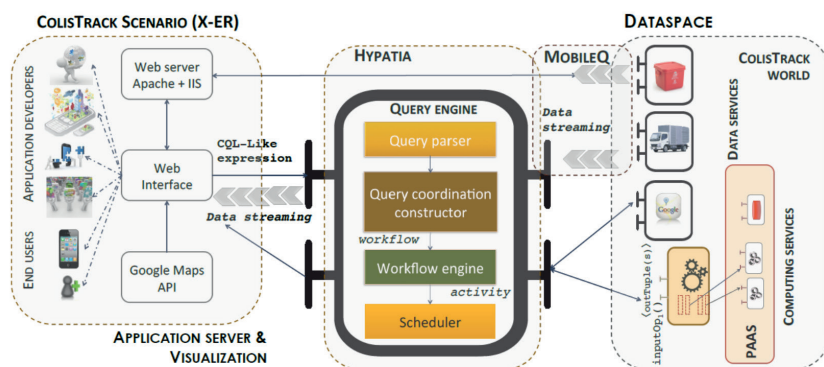 COLISTRACK SCENARIO (X-ER)
APPLICATION DEVELOPERS
END USERS
Web server
Apache + IIS
Web
Interface
Google Maps
API
APPLICATION SERVER &
VISUALIZATION
CQL-Like
expression
Data streaming
HYPATIA
QUERY ENGINE
Query parser
Query coordination
constructor
workflow
Workflow engine
activity
Scheduler
MOBILEQ
Data
streaming
DATASPACE
COLISTRACK
WORLD
Google
⟨outTuple(s)⟩
inputOp₁()
DATA SERVICES
COMPUTING SERVICES
PAAS